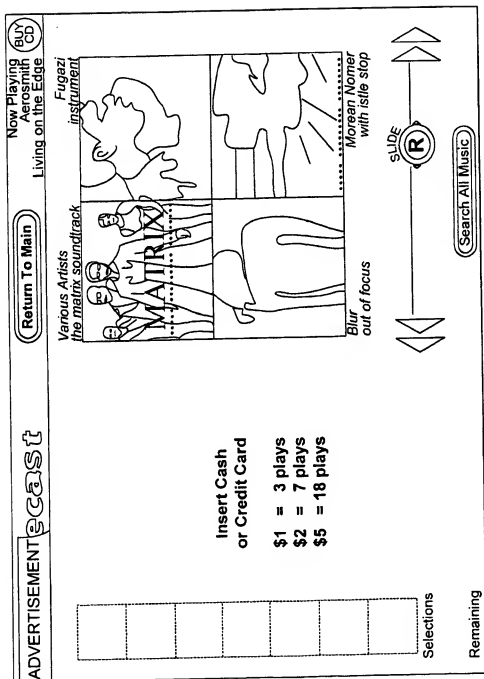 ADVERTISEMENT
ecast
Return To Main
Now Playing
Aerosmith
Living on the Edge
BUY
CD
Insert Cash
or Credit Card
$1 = 3 plays
$2 = 7 plays
$5 = 18 plays
Various Artists
the matrix soundtrack
MATRIX
Fugazi
instrument
Blur
out of focus
Morean Nomer
with istle stop
SLIDE
R
Search All Music
Selections
Remaining